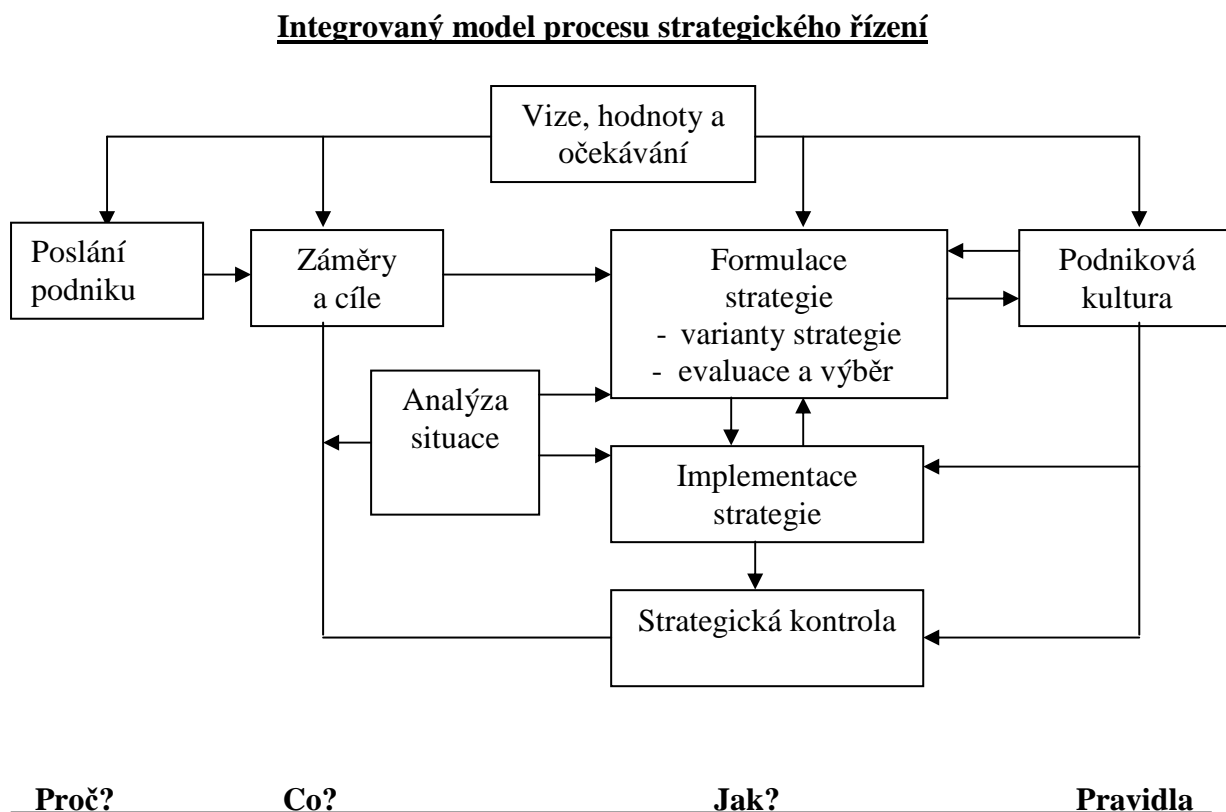 Integrovaný model procesu strategického řízení
Vize, hodnoty a
očekávání
Poslání
podniku
Záměry
a cíle
Formulace
strategie
- varianty strategie
- evaluace a výběr
Podniková
kultura
Analýza
situace
Implementace
strategie
Strategická kontrola
Proč?
Co?
Jak?
Pravidla